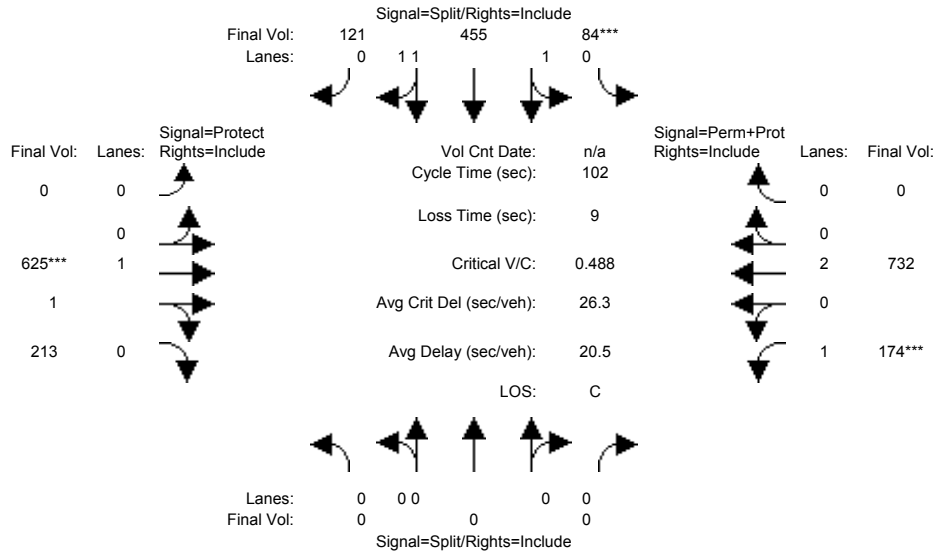 Signal=Split/Rights=Include
Final Vol: 121 455 84***
Lanes: 0 1 1 1 0
Signal=Protect
Final Vol: Lanes: Rights=Include
Vol Cnt Date: n/a
Signal=Perm+Prot
Rights=Include Lanes: Final Vol:
Cycle Time (sec): 102
0 0 0 0
Loss Time (sec): 9
0 0
625*** 1 Critical V/C: 0.488 2 732
1 Avg Crit Del (sec/veh): 26.3 0
213 0 Avg Delay (sec/veh): 20.5 1 174***
LOS: C
Lanes: 0 0 0 0 0
Final Vol: 0 0 0
Signal=Split/Rights=Include